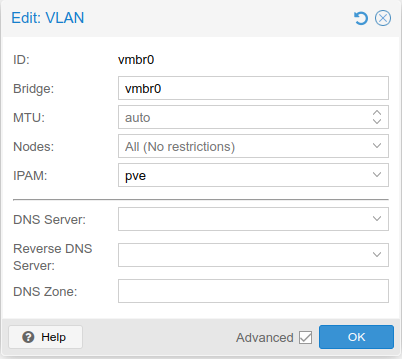 Edit: VLAN
ID: vmbr0
Bridge: vmbr0
MTU: auto
Nodes: All (No restrictions)
IPAM: pve
DNS Server:
Reverse DNS
Server:
DNS Zone:
? Help Advanced OK